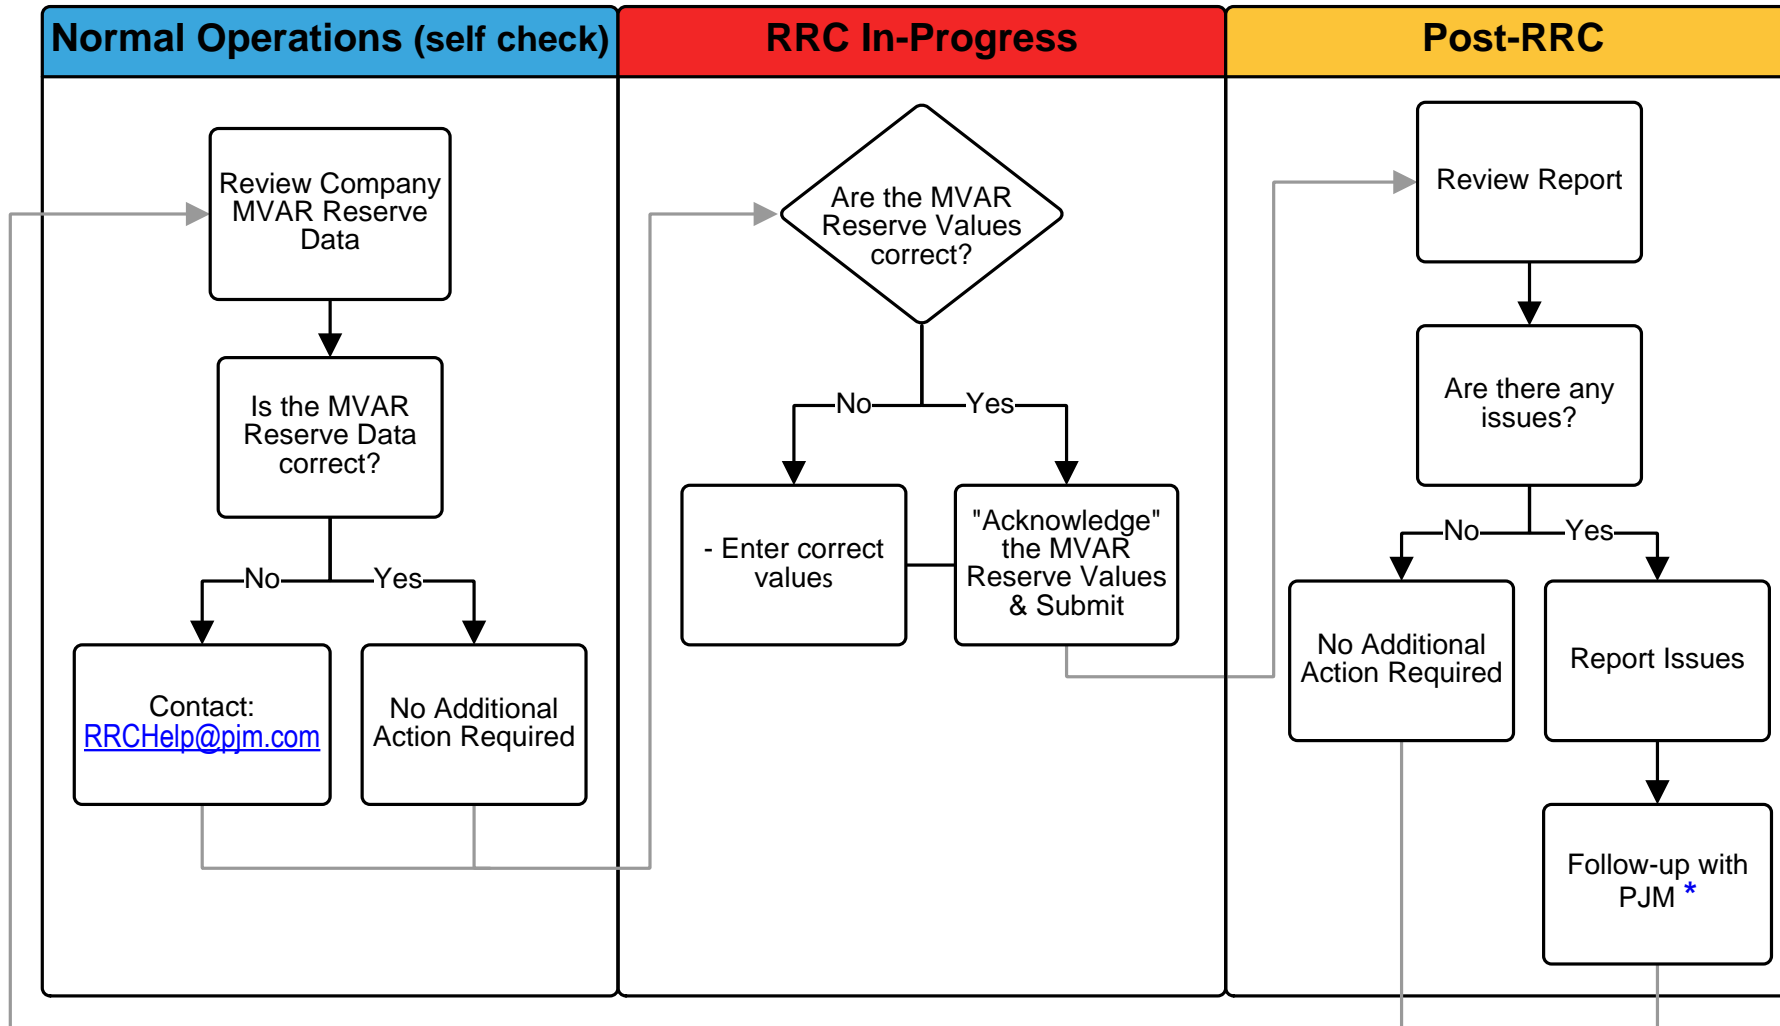 Normal Operations (self check)
RRC In-Progress
Post-RRC
Review Company
MVAR Reserve
Data
Is the MVAR
Reserve Data
correct?
No
Yes
Contact:
RRCHelp@pjm.com
No Additional
Action Required
Are the MVAR
Reserve Values
correct?
No
Yes
- Enter correct
values
"Acknowledge"
the MVAR
Reserve Values
& Submit
Review Report
Are there any
issues?
No
Yes
No Additional
Action Required
Report Issues
Follow-up with
PJM *